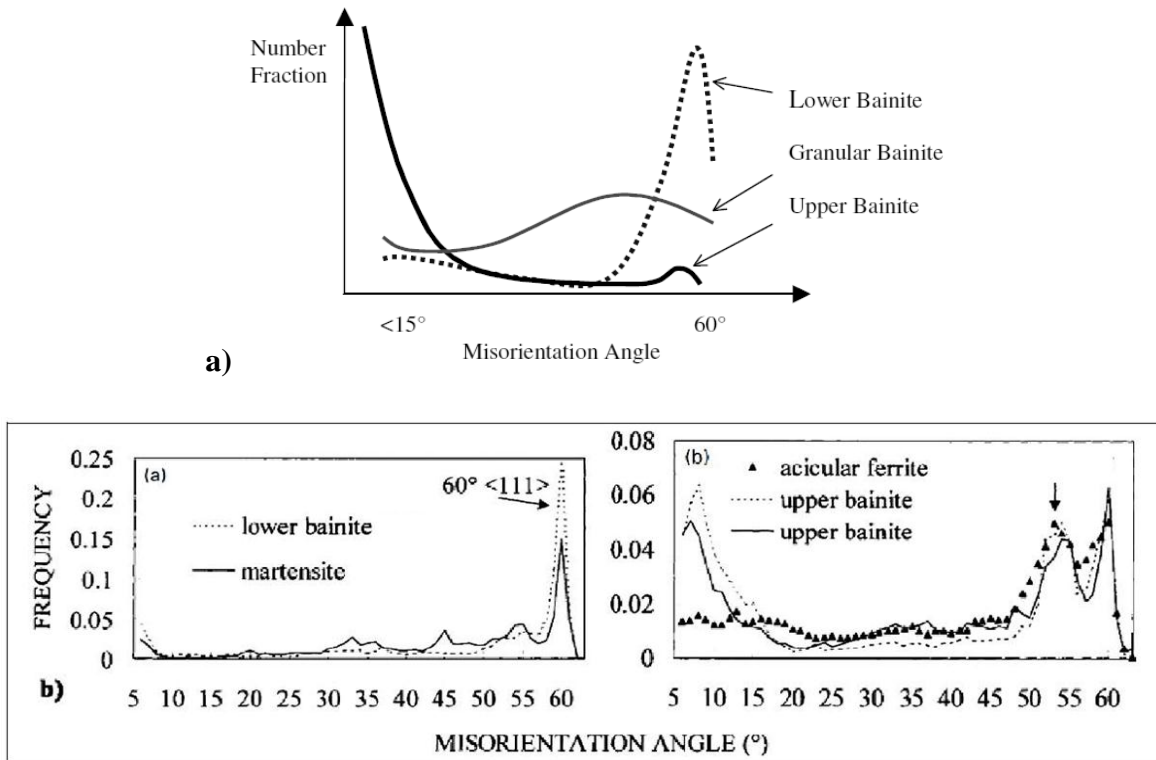 Number
Fraction
Lower Bainite
Granular Bainite
Upper Bainite
<15°
60°
Misorientation Angle
a)
FREQUENCY
0.25
0.2
0.15
0.1
0.05
0
(a)
60° <111>
lower bainite
martensite
b)
5 10 15 20 25 30 35 40 45 50 55 60
0.08
0.06
0.04
0.02
0
(b)
acicular ferrite
upper bainite
upper bainite
5 10 15 20 25 30 35 40 45 50 55 60
MISORIENTATION ANGLE (°)